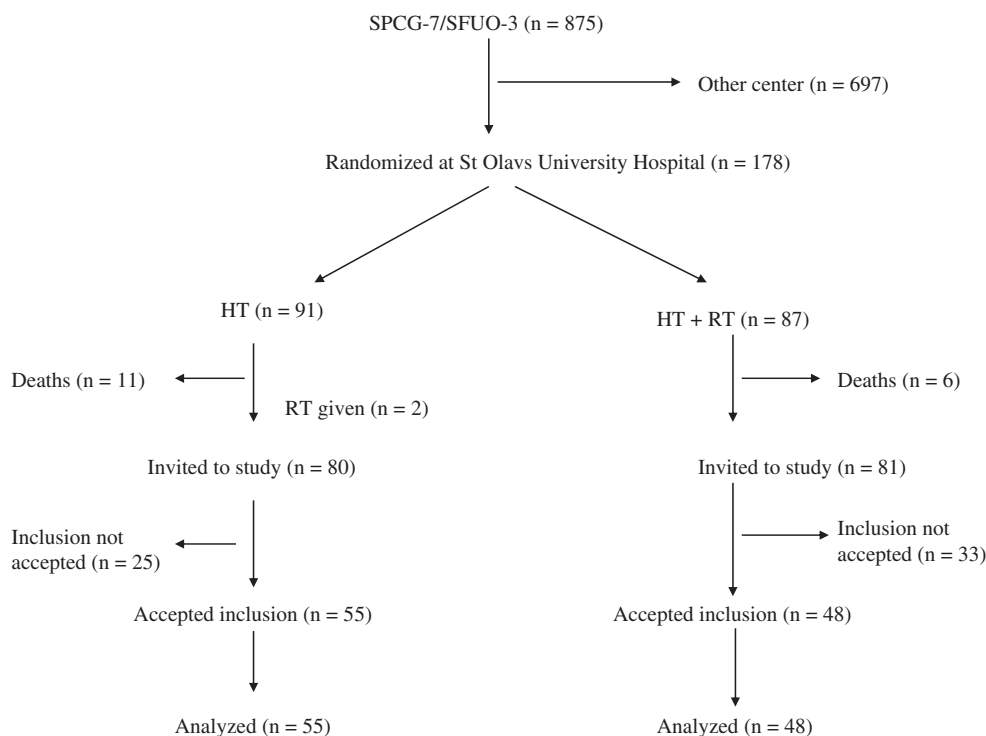 SPCG-7/SFUO-3 (n = 875)
Other center (n = 697)
Randomized at St Olavs University Hospital (n = 178)
HT (n = 91)
HT + RT (n = 87)
Deaths (n = 11)
Deaths (n = 6)
RT given (n = 2)
Invited to study (n = 80)
Invited to study (n = 81)
Inclusion not
accepted (n = 25)
Inclusion not
accepted (n = 33)
Accepted inclusion (n = 55)
Accepted inclusion (n = 48)
Analyzed (n = 55)
Analyzed (n = 48)